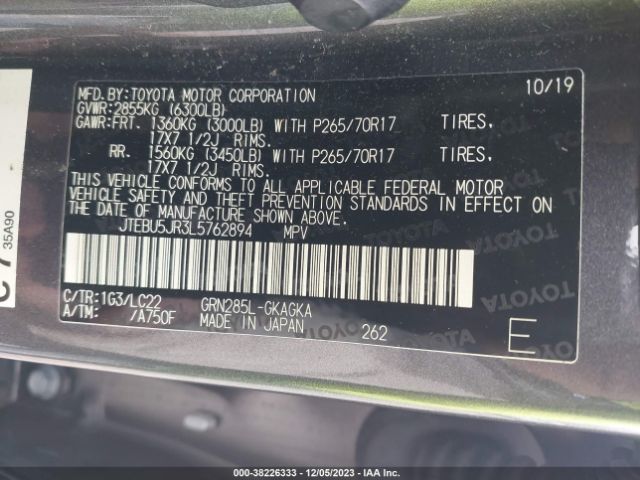 MFD.BY:TOYOTA MOTOR CORPORATION 10/19
GVWR:2855KG (6300LB)
GAWR:FRT. 1360KG (3000LB) WITH P265/70R17 TIRES,
17X7 1/2J RIMS.
RR. 1560KG (3450LB) WITH P265/70R17 TIRES,
17X7 1/2J RIMS.
THIS VEHICLE CONFORMS TO ALL APPLICABLE FEDERAL MOTOR
VEHICLE SAFETY AND THEFT PREVENTION STANDARDS IN EFFECT ON
THE DATE OF MANUFACTURE SHOWN ABOVE.
JTEBU5JR3L5762894 MPV
C/TR:1G3/LC22 GRN285L-GKAGKA
A/TM: /A750F MADE IN JAPAN 262 E
35A90
000-38226333 — 12/05/2023 — IAAI.COM